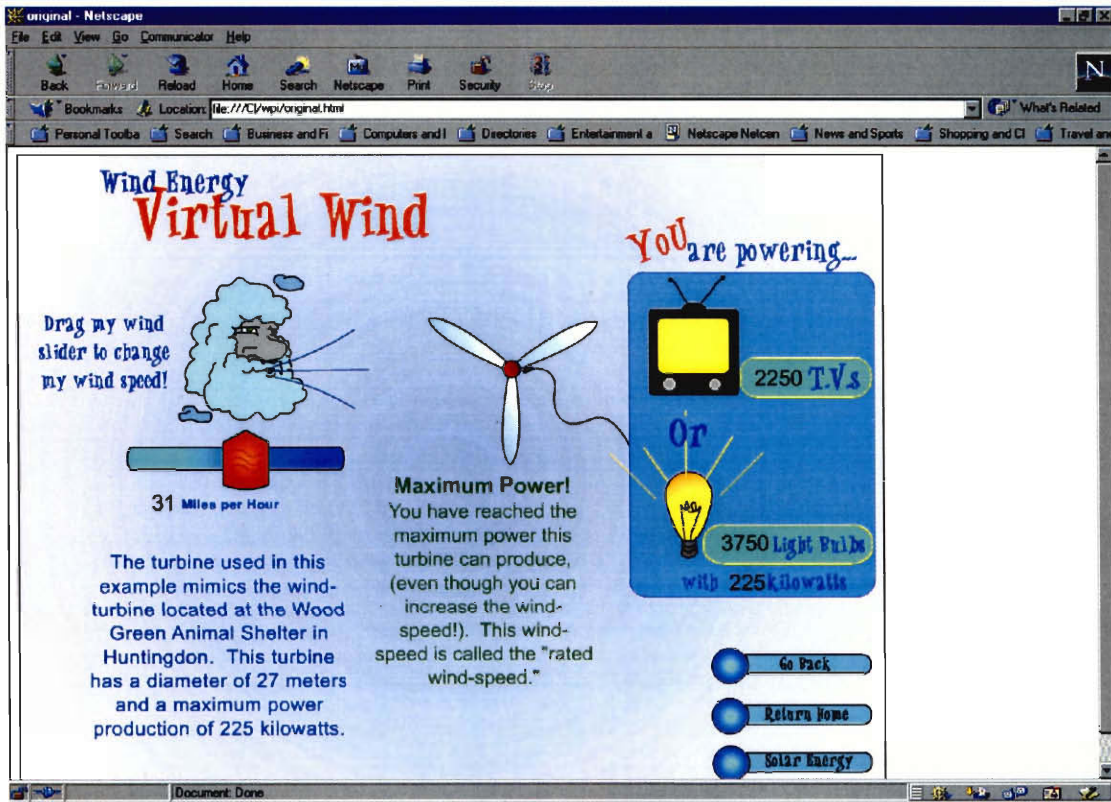 original - Netscape
File Edit View Go Communicator Help
Back Forward Reload Home Search Netscape Print Security Stop
N
Bookmarks Location: file:///C|/wpi/original.html What's Related
Personal Toolba Search Business and Fi Computers and I Directories Entertainment a Netscape Netcen News and Sports Shopping and Cl Travel and
Wind Energy
Virtual Wind
Drag my wind
slider to change
my wind speed!
31 Miles per Hour
The turbine used in this
example mimics the wind-
turbine located at the Wood
Green Animal Shelter in
Huntingdon. This turbine
has a diameter of 27 meters
and a maximum power
production of 225 kilowatts.
Maximum Power!
You have reached the
maximum power this
turbine can produce,
(even though you can
increase the wind-
speed!). This wind-
speed is called the "rated
wind-speed."
YoU are powering...
2250 T.V.s
Or
3750 Light Bulbs
with 225 kilowatts
Go Back
Return Home
Solar Energy
Document: Done